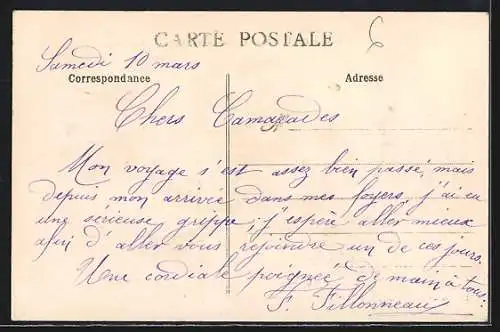 CARTE POSTALE
6
Samedi 10 mars
Correspondance
Adresse
Chers Camarades
Mon voyage s'est assez bien passé, mais
depuis mon arrivée dans mes foyers, j'ai eu
une sérieuse grippe; j'espère aller mieux
afin d'aller vous rejoindre un de ces jours.
Une cordiale poignée de main à tous.
F. Fillonneau